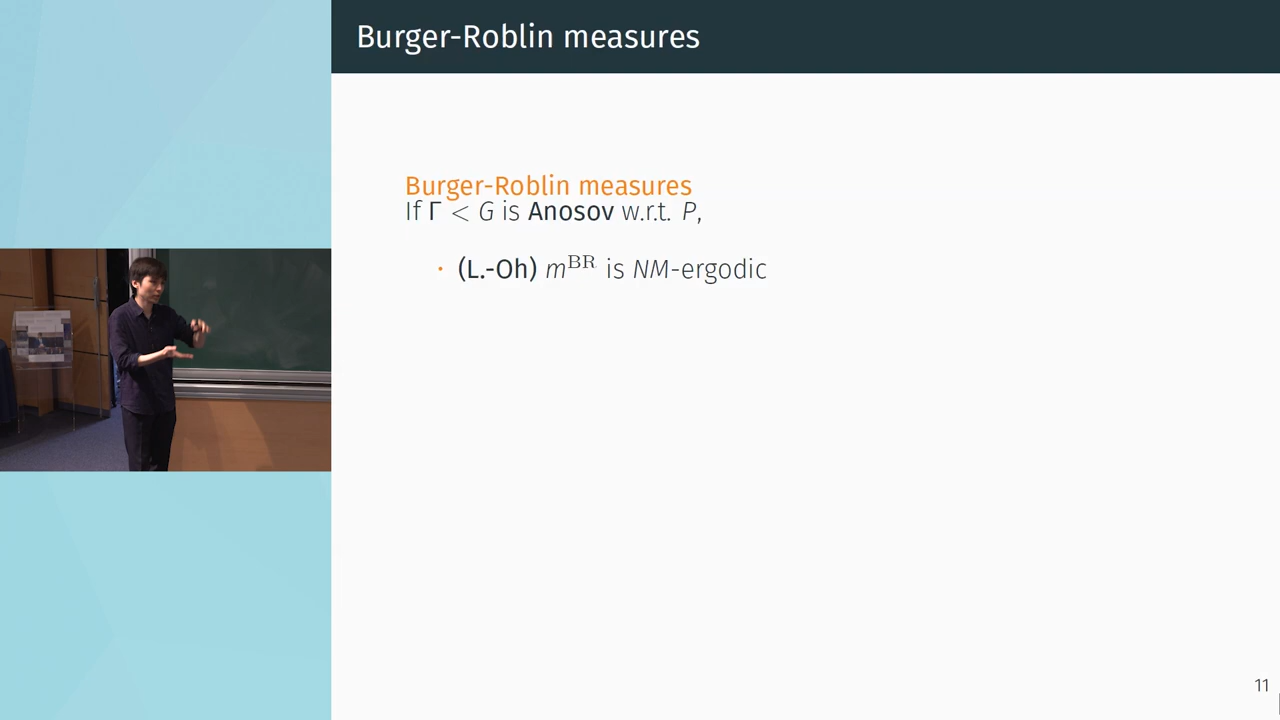 Burger-Roblin measures
Burger-Roblin measures
If Γ < G is Anosov w.r.t. P,
· (L.-Oh) m^BR is NM-ergodic
11